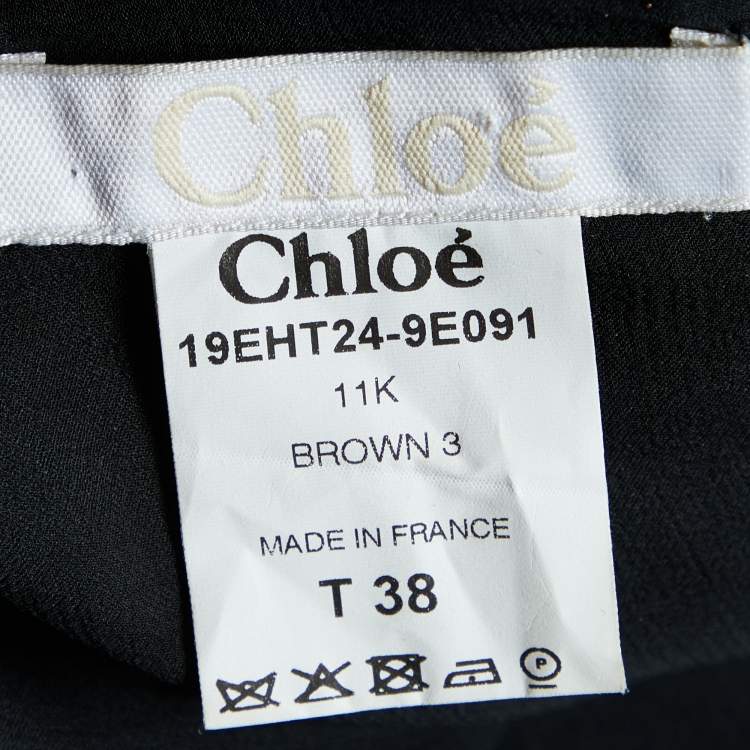 Chloé
Chloé
19EHT24-9E091
11K
BROWN 3
MADE IN FRANCE
T 38
P